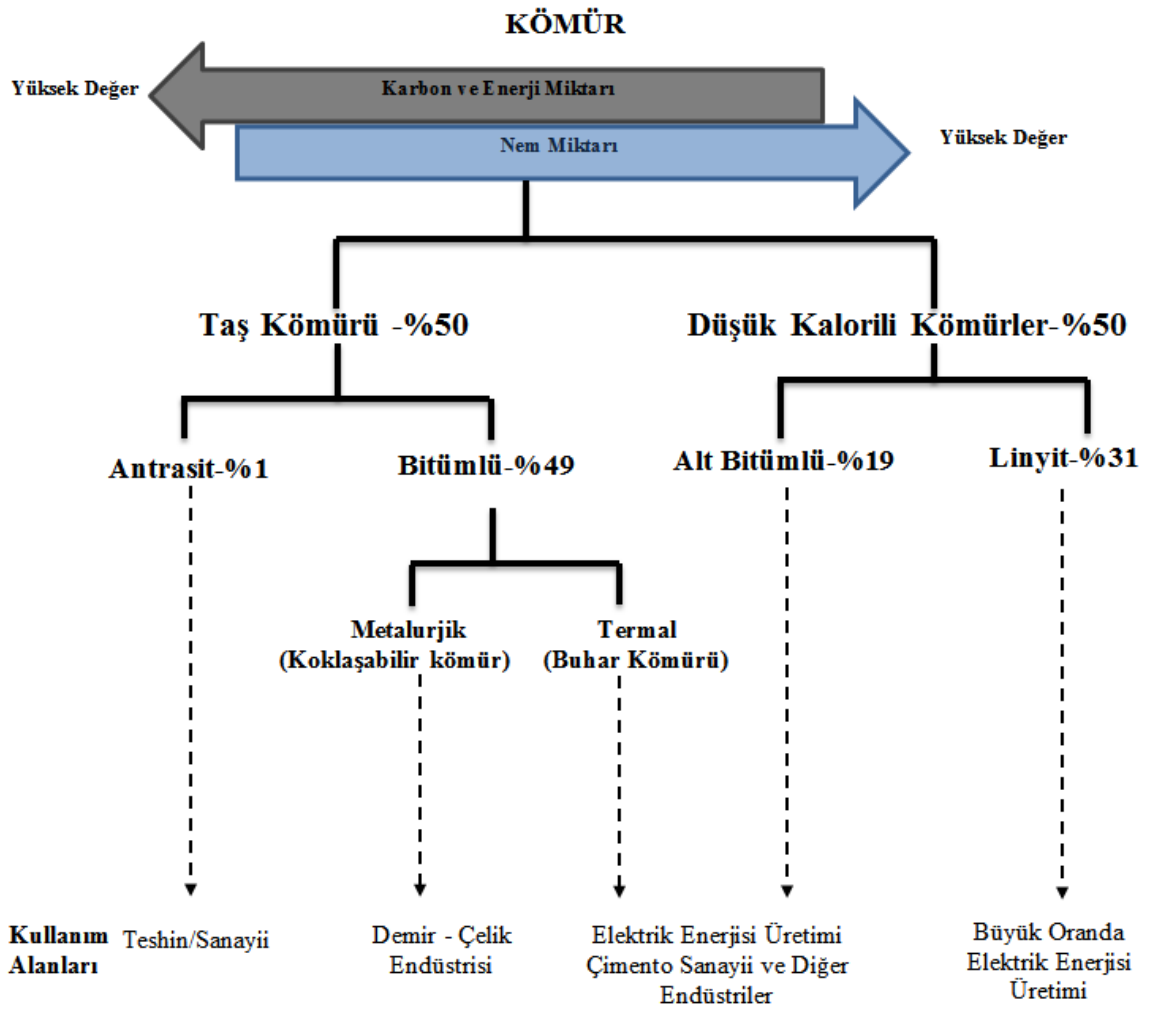 KÖMÜR
Yüksek Değer
Karbon ve Enerji Miktarı
Nem Miktarı
Yüksek Değer
Taş Kömürü -%50
Düşük Kalorili Kömürler-%50
Antrasit-%1
Bitümlü-%49
Alt Bitümlü-%19
Linyit-%31
Metalurjik
(Koklaşabilir kömür)
Termal
(Buhar Kömürü)
Kullanım
Alanları
Teshin/Sanayii
Demir - Çelik
Endüstrisi
Elektrik Enerjisi Üretimi
Çimento Sanayii ve Diğer
Endüstriler
Büyük Oranda
Elektrik Enerjisi
Üretimi